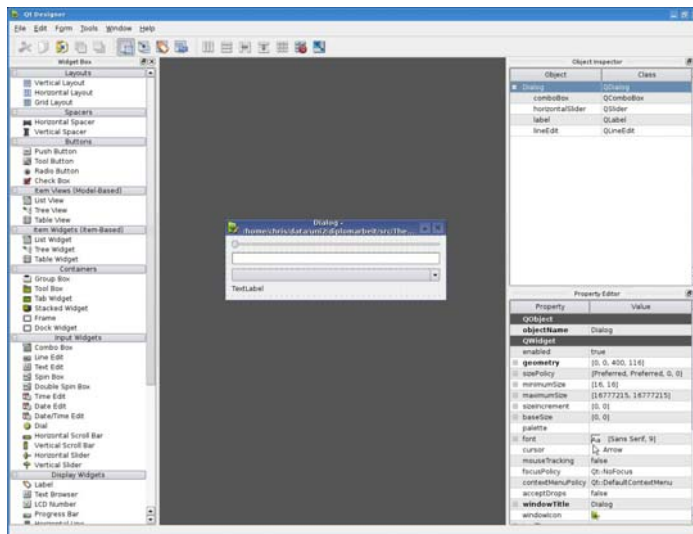 Qt Designer
File Edit Form Tools Window Help
Widget Box
Layouts
Vertical Layout
Horizontal Layout
Grid Layout
Spacers
Horizontal Spacer
Vertical Spacer
Buttons
Push Button
Tool Button
Radio Button
Check Box
Item Views (Model-Based)
List View
Tree View
Table View
Item Widgets (Item-Based)
List Widget
Tree Widget
Table Widget
Containers
Group Box
Tool Box
Tab Widget
Stacked Widget
Frame
Dock Widget
Input Widgets
Combo Box
Line Edit
Text Edit
Spin Box
Double Spin Box
Time Edit
Date Edit
Date/Time Edit
Dial
Horizontal Scroll Bar
Vertical Scroll Bar
Horizontal Slider
Vertical Slider
Display Widgets
Label
Text Browser
LCD Number
Progress Bar
Horizontal Line
Dialog -
/home/chris/data/uni2/diplomarbeit/src/The...
TextLabel
Object Inspector
Object Class
Dialog QDialog
comboBox QComboBox
horizontalSlider QSlider
label QLabel
lineEdit QLineEdit
Property Editor
Property Value
QObject
objectName Dialog
QWidget
enabled true
geometry [0, 0, 400, 116]
sizePolicy [Preferred, Preferred, 0, 0]
minimumSize [16, 16]
maximumSize [16777215, 16777215]
sizeIncrement [0, 0]
baseSize [0, 0]
palette
font [Sans Serif, 9]
cursor Arrow
mouseTracking false
focusPolicy Qt::NoFocus
contextMenuPolicy Qt::DefaultContextMenu
acceptDrops false
windowTitle Dialog
windowIcon